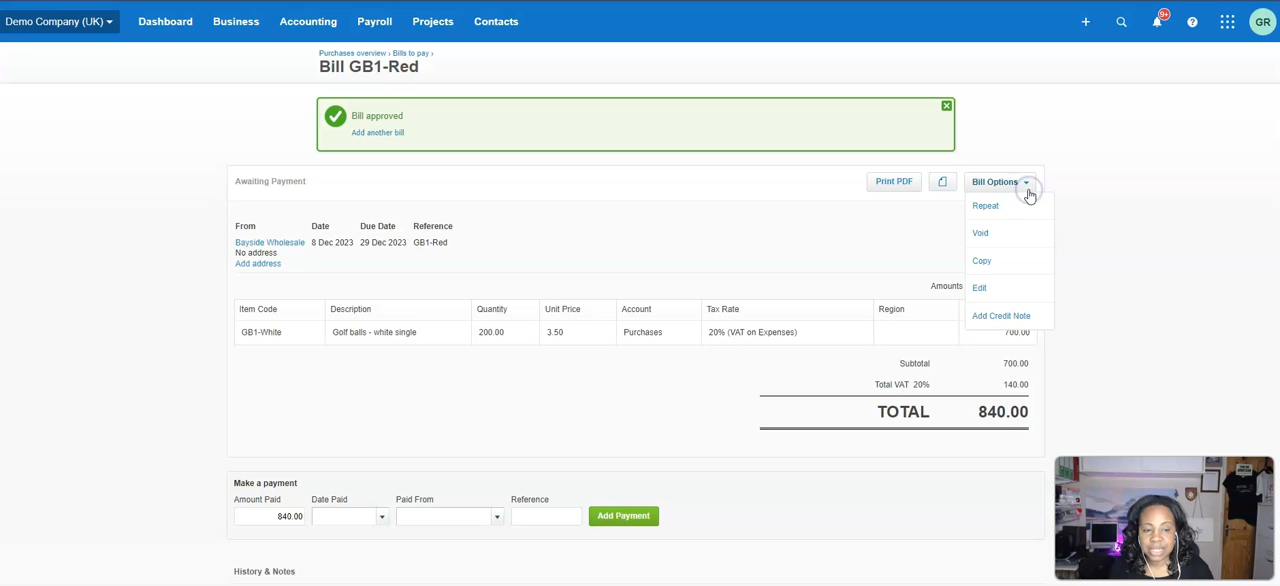 Demo Company (UK)
Dashboard
Business
Accounting
Payroll
Projects
Contacts
9+
GR
Purchases overview › Bills to pay ›
Bill GB1-Red
Bill approved
Add another bill
Awaiting Payment
Print PDF
Bill Options
Repeat
Void
Copy
Edit
Add Credit Note
From
Date
Due Date
Reference
Bayside Wholesale
8 Dec 2023
29 Dec 2023
GB1-Red
No address
Add address
Amounts
Item Code
Description
Quantity
Unit Price
Account
Tax Rate
Region
GB1-White
Golf balls - white single
200.00
3.50
Purchases
20% (VAT on Expenses)
700.00
Subtotal
700.00
Total VAT 20%
140.00
TOTAL
840.00
Make a payment
Amount Paid
Date Paid
Paid From
Reference
840.00
Add Payment
History & Notes